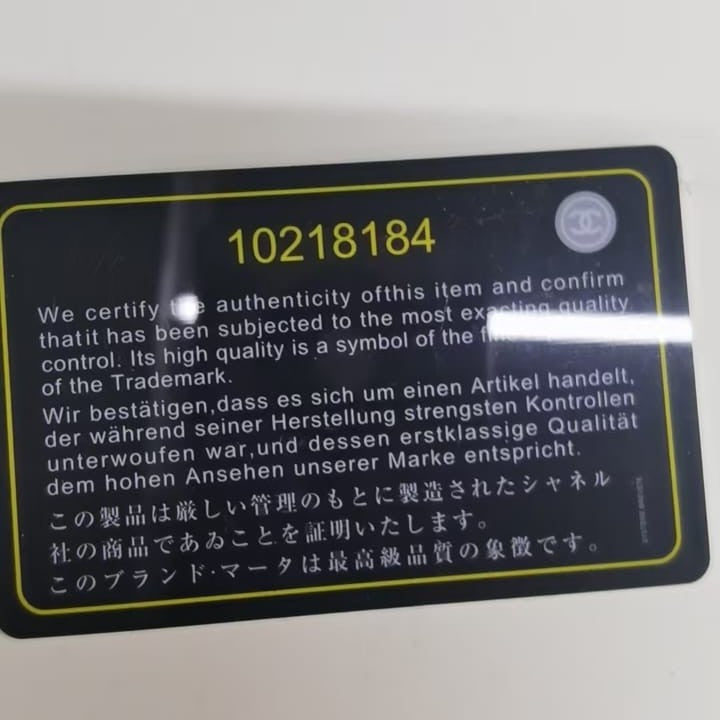 10218184
We certify the authenticity ofthis item and confirm
thatit has been subjected to the most exacting quality
control. Its high quality is a symbol of the
of the Trademark.
Wir bestätigen,dass es sich um einen Artikel handelt,
der während seiner Herstellung strengsten Kontrollen
unterwoufen war,und dessen erstklassige Qualität
dem hohen Ansehen unserer Marke entspricht.
この製品は厳しい管理のもとに製造されたシャネル
社の商品であゐことを証明いたします。
このブランド·マータは最高級品質の象徴です。